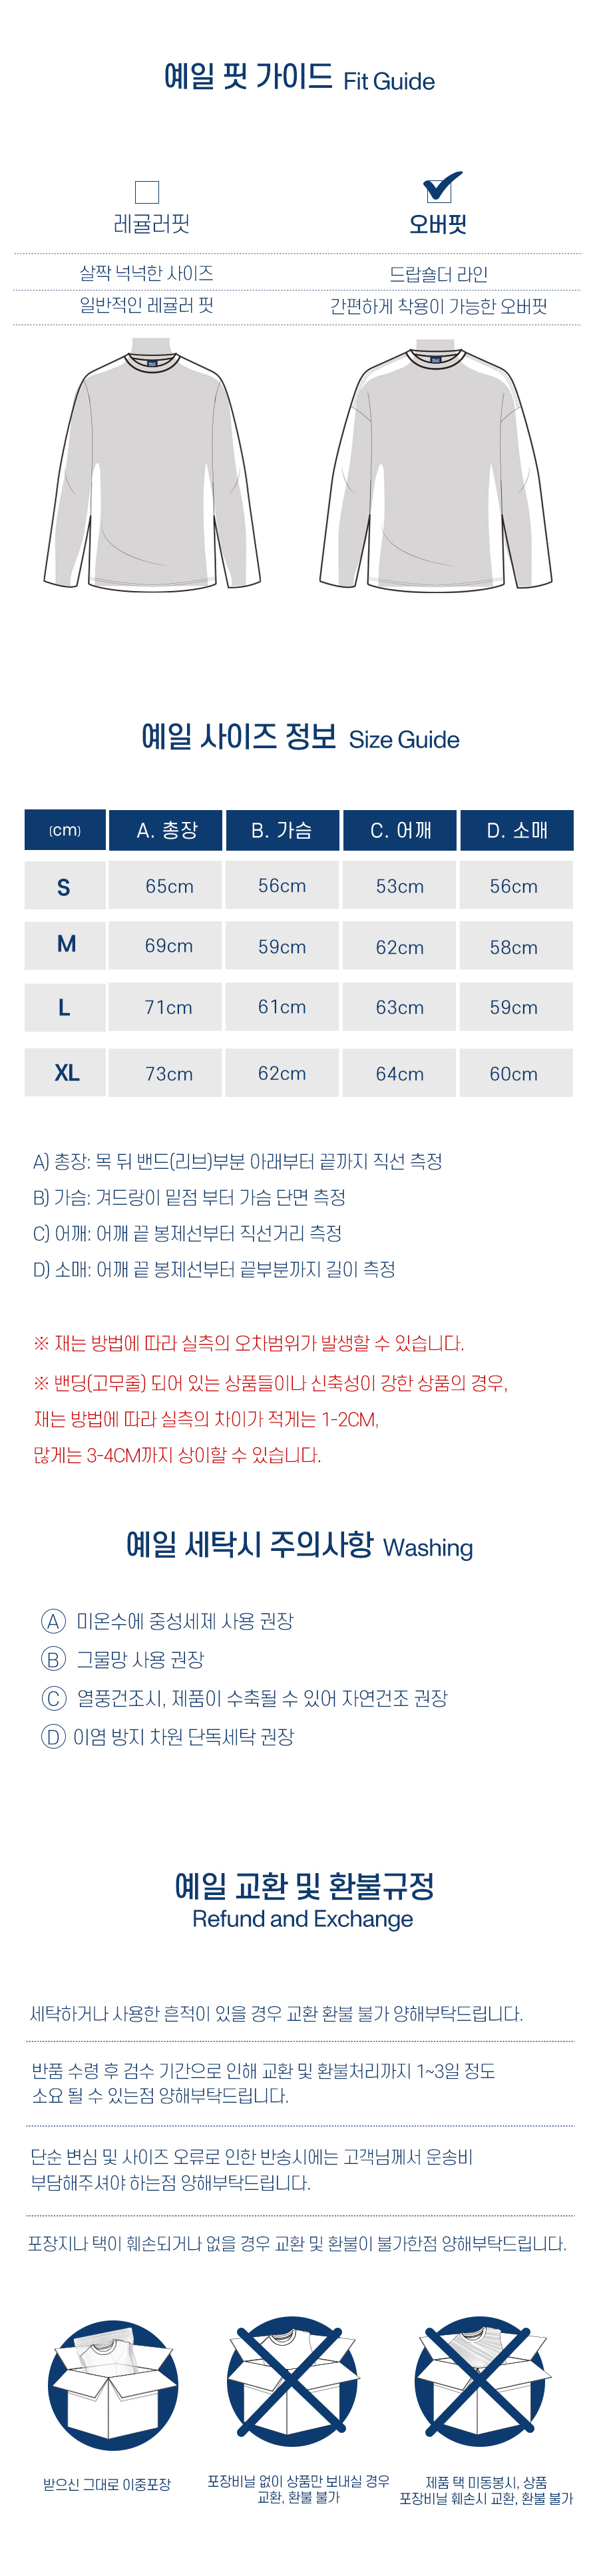 예일 핏 가이드 Fit Guide
레귤러핏
오버핏
살짝 넉넉한 사이즈
드랍숄더 라인
일반적인 레귤러 핏
간편하게 착용이 가능한 오버핏
예일 사이즈 정보 Size Guide
(cm) A. 총장 B. 가슴 C. 어깨 D. 소매
S 65cm 56cm 53cm 56cm
M 69cm 59cm 62cm 58cm
L 71cm 61cm 63cm 59cm
XL 73cm 62cm 64cm 60cm
A) 총장: 목 뒤 밴드(리브)부분 아래부터 끝까지 직선 측정
B) 가슴: 겨드랑이 밑점 부터 가슴 단면 측정
C) 어깨: 어깨 끝 봉제선부터 직선거리 측정
D) 소매: 어깨 끝 봉제선부터 끝부분까지 길이 측정
※ 재는 방법에 따라 실측의 오차범위가 발생할 수 있습니다.
※ 밴딩(고무줄) 되어 있는 상품들이나 신축성이 강한 상품의 경우,
재는 방법에 따라 실측의 차이가 적게는 1-2CM,
많게는 3-4CM까지 상이할 수 있습니다.
예일 세탁시 주의사항 Washing
Ⓐ 미온수에 중성세제 사용 권장
Ⓑ 그물망 사용 권장
Ⓒ 열풍건조시, 제품이 수축될 수 있어 자연건조 권장
Ⓓ 이염 방지 차원 단독세탁 권장
예일 교환 및 환불규정
Refund and Exchange
세탁하거나 사용한 흔적이 있을 경우 교환 환불 불가 양해부탁드립니다.
반품 수령 후 검수 기간으로 인해 교환 및 환불처리까지 1~3일 정도
소요 될 수 있는점 양해부탁드립니다.
단순 변심 및 사이즈 오류로 인한 반송시에는 고객님께서 운송비
부담해주셔야 하는점 양해부탁드립니다.
포장지나 택이 훼손되거나 없을 경우 교환 및 환불이 불가한점 양해부탁드립니다.
받으신 그대로 이중포장
포장비닐 없이 상품만 보내실 경우
교환, 환불 불가
제품 택 미동봉시, 상품
포장비닐 훼손시 교환, 환불 불가